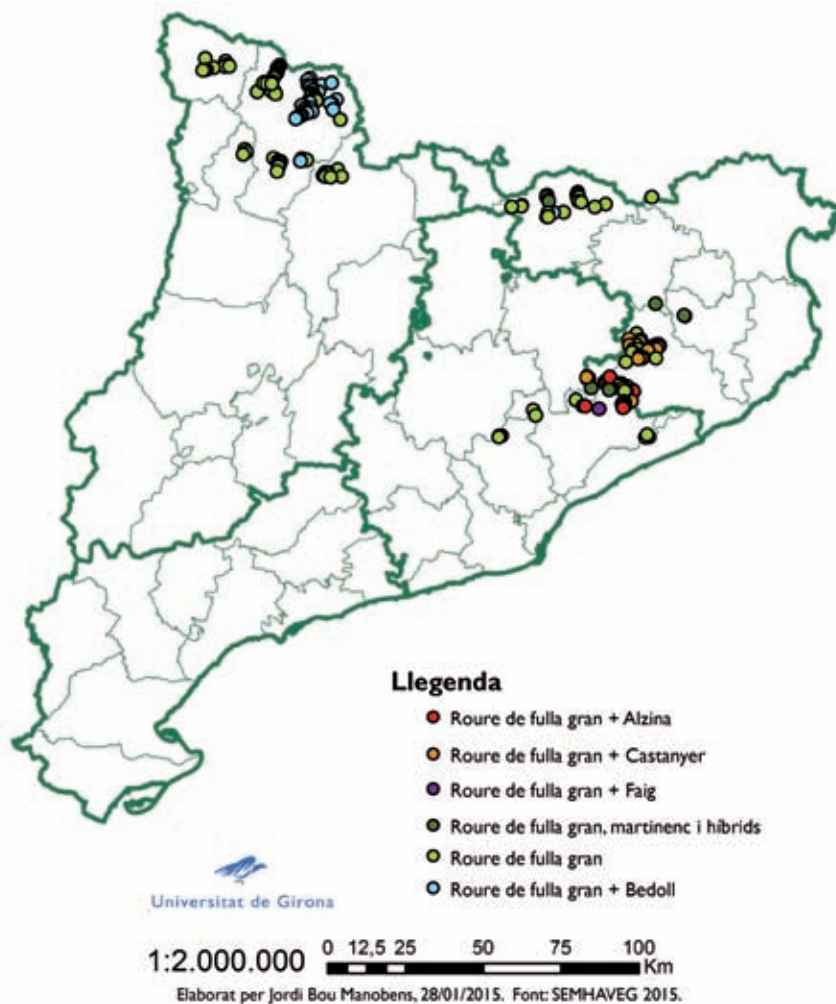 Llegenda
Roure de fulla gran + Alzina
Roure de fulla gran + Castanyer
Roure de fulla gran + Faig
Roure de fulla gran, martinenc i híbrids
Roure de fulla gran
Roure de fulla gran + Bedoll
Universitat de Girona
1:2.000.000 0 12,5 25 50 75 100 Km
Elaborat per Jordi Bou Manobens, 28/01/2015. Font: SEMHAVEG 2015.